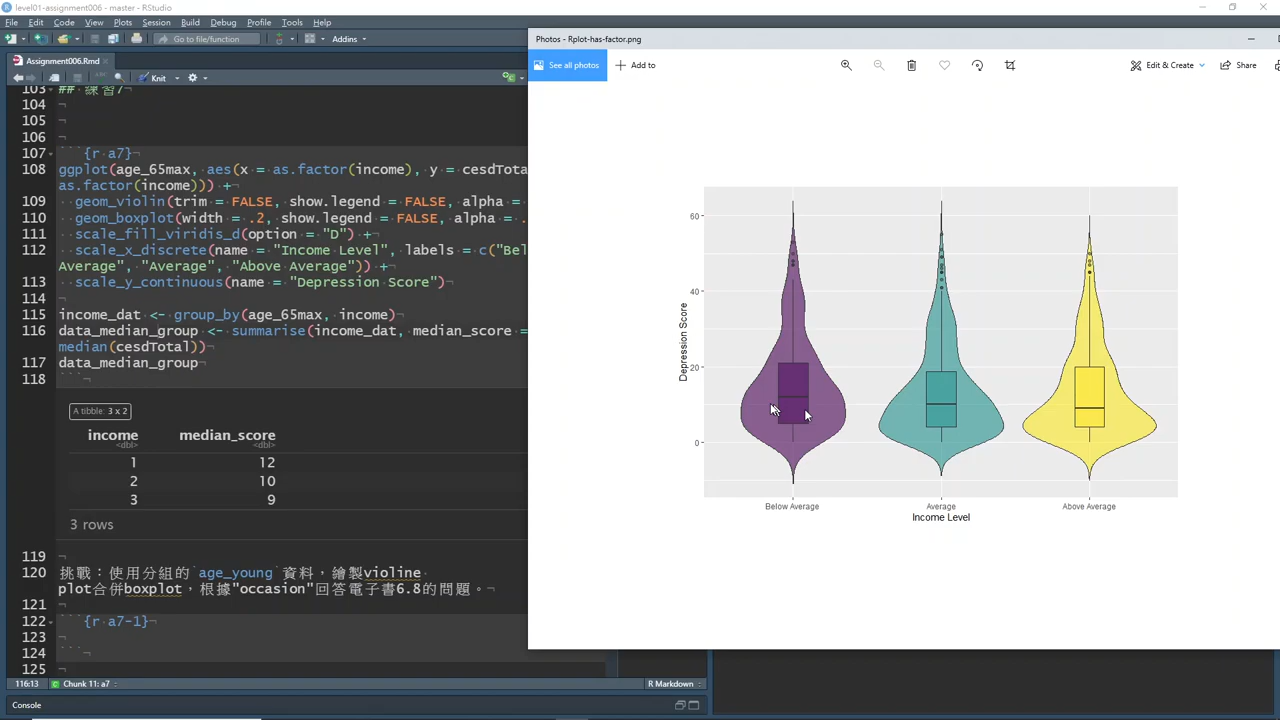 level01-assignment006 - master - RStudio
File Edit Code View Plots Session Build Debug Profile Tools Help
Go to file/function
Addins
Assignment006.Rmd
Knit
103 ## 練習7
104
105
106
107 ```{r a7}
108 ggplot(age_65max, aes(x = as.factor(income), y = cesdTotal
as.factor(income))) +
109 geom_violin(trim = FALSE, show.legend = FALSE, alpha =
110 geom_boxplot(width = .2, show.legend = FALSE, alpha = .
111 scale_fill_viridis_d(option = "D") +
112 scale_x_discrete(name = "Income Level", labels = c("Bel
Average", "Average", "Above Average")) +
113 scale_y_continuous(name = "Depression Score")
114
115 income_dat <- group_by(age_65max, income)
116 data_median_group <- summarise(income_dat, median_score =
median(cesdTotal))
117 data_median_group
118 ```
A tibble: 3 x 2
income median_score
<dbl> <dbl>
1 12
2 10
3 9
3 rows
119
120 挑戰：使用分組的`age_young`資料，繪製violine
plot合併boxplot，根據"occasion"回答電子書6.8的問題。
121
122 ```{r a7-1}
123
124 ```
125
116:13 Chunk 11: a7 R Markdown
Console
Photos - Rplot-has-factor.png
See all photos Add to Edit & Create Share
60
40
20
0
Depression Score
Below Average Average Above Average
Income Level